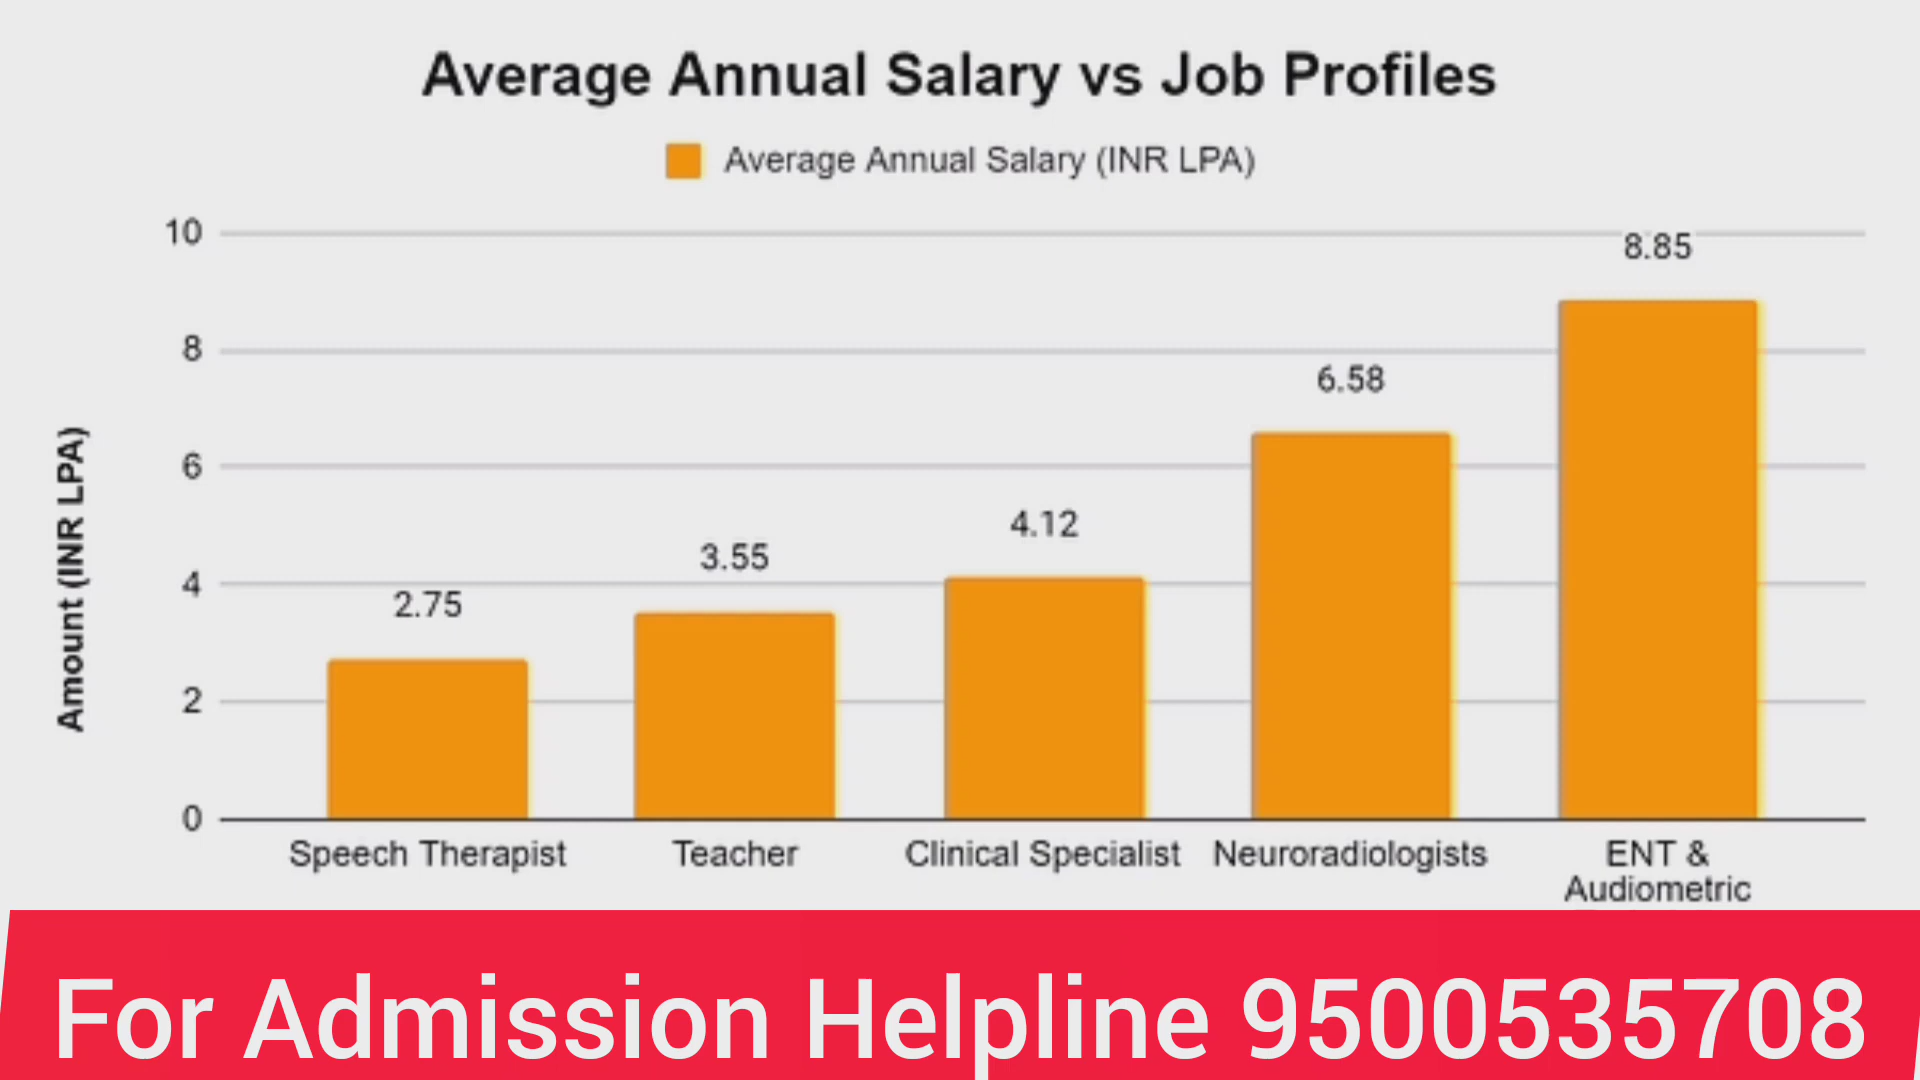 Average Annual Salary vs Job Profiles
Average Annual Salary (INR LPA)
Amount (INR LPA)
10
8
6
4
2
0
2.75
3.55
4.12
6.58
8.85
Speech Therapist
Teacher
Clinical Specialist
Neuroradiologists
ENT &
Audiometric
For Admission Helpline 9500535708